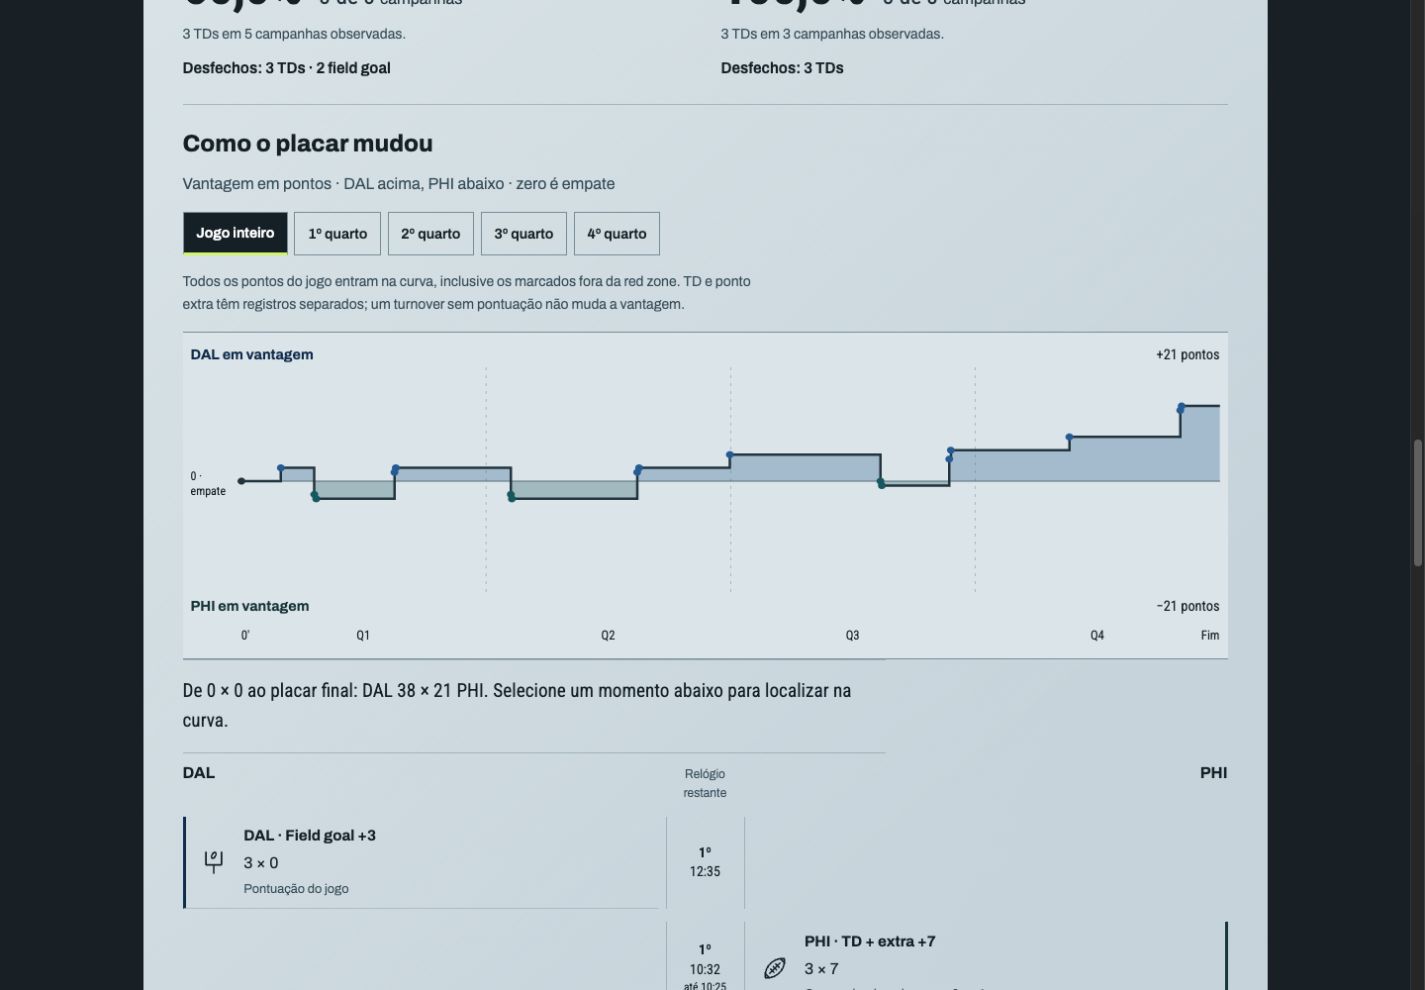 3 TDs em 5 campanhas observadas.
3 TDs em 3 campanhas observadas.
Desfechos: 3 TDs · 2 field goal
Desfechos: 3 TDs
Como o placar mudou
Vantagem em pontos · DAL acima, PHI abaixo · zero é empate
Jogo inteiro
1º quarto
2º quarto
3º quarto
4º quarto
Todos os pontos do jogo entram na curva, inclusive os marcados fora da red zone. TD e ponto
extra têm registros separados; um turnover sem pontuação não muda a vantagem.
DAL em vantagem
+21 pontos
0 ·
empate
PHI em vantagem
−21 pontos
0'
Q1
Q2
Q3
Q4
Fim
De 0 × 0 ao placar final: DAL 38 × 21 PHI. Selecione um momento abaixo para localizar na
curva.
DAL
Relógio
restante
PHI
DAL · Field goal +3
3 × 0
Pontuação do jogo
1º
12:35
1º
10:32
até 10:25
PHI · TD + extra +7
3 × 7